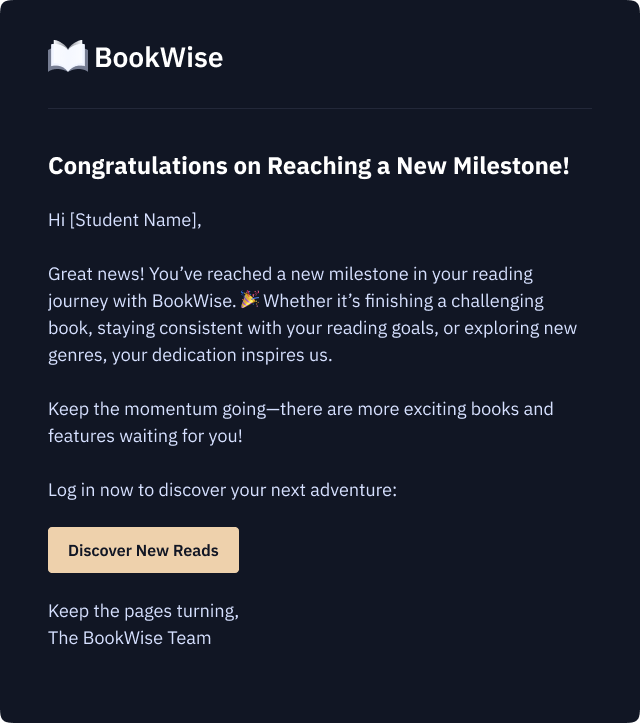 BookWise
Congratulations on Reaching a New Milestone!
Hi [Student Name],
Great news! You’ve reached a new milestone in your reading
journey with BookWise. 🎉 Whether it’s finishing a challenging
book, staying consistent with your reading goals, or exploring new
genres, your dedication inspires us.
Keep the momentum going—there are more exciting books and
features waiting for you!
Log in now to discover your next adventure:
Discover New Reads
Keep the pages turning,
The BookWise Team